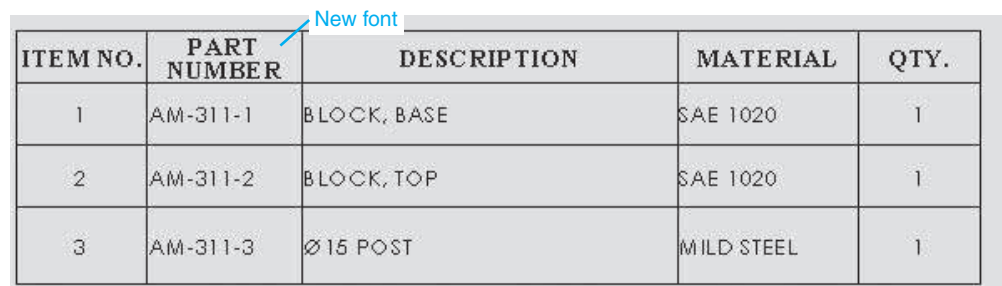 New font
ITEM NO. PART NUMBER DESCRIPTION MATERIAL QTY.
1 AM-311-1 BLOCK, BASE SAE 1020 1
2 AM-311-2 BLOCK, TOP SAE 1020 1
3 AM-311-3 Ø15 POST MILD STEEL 1